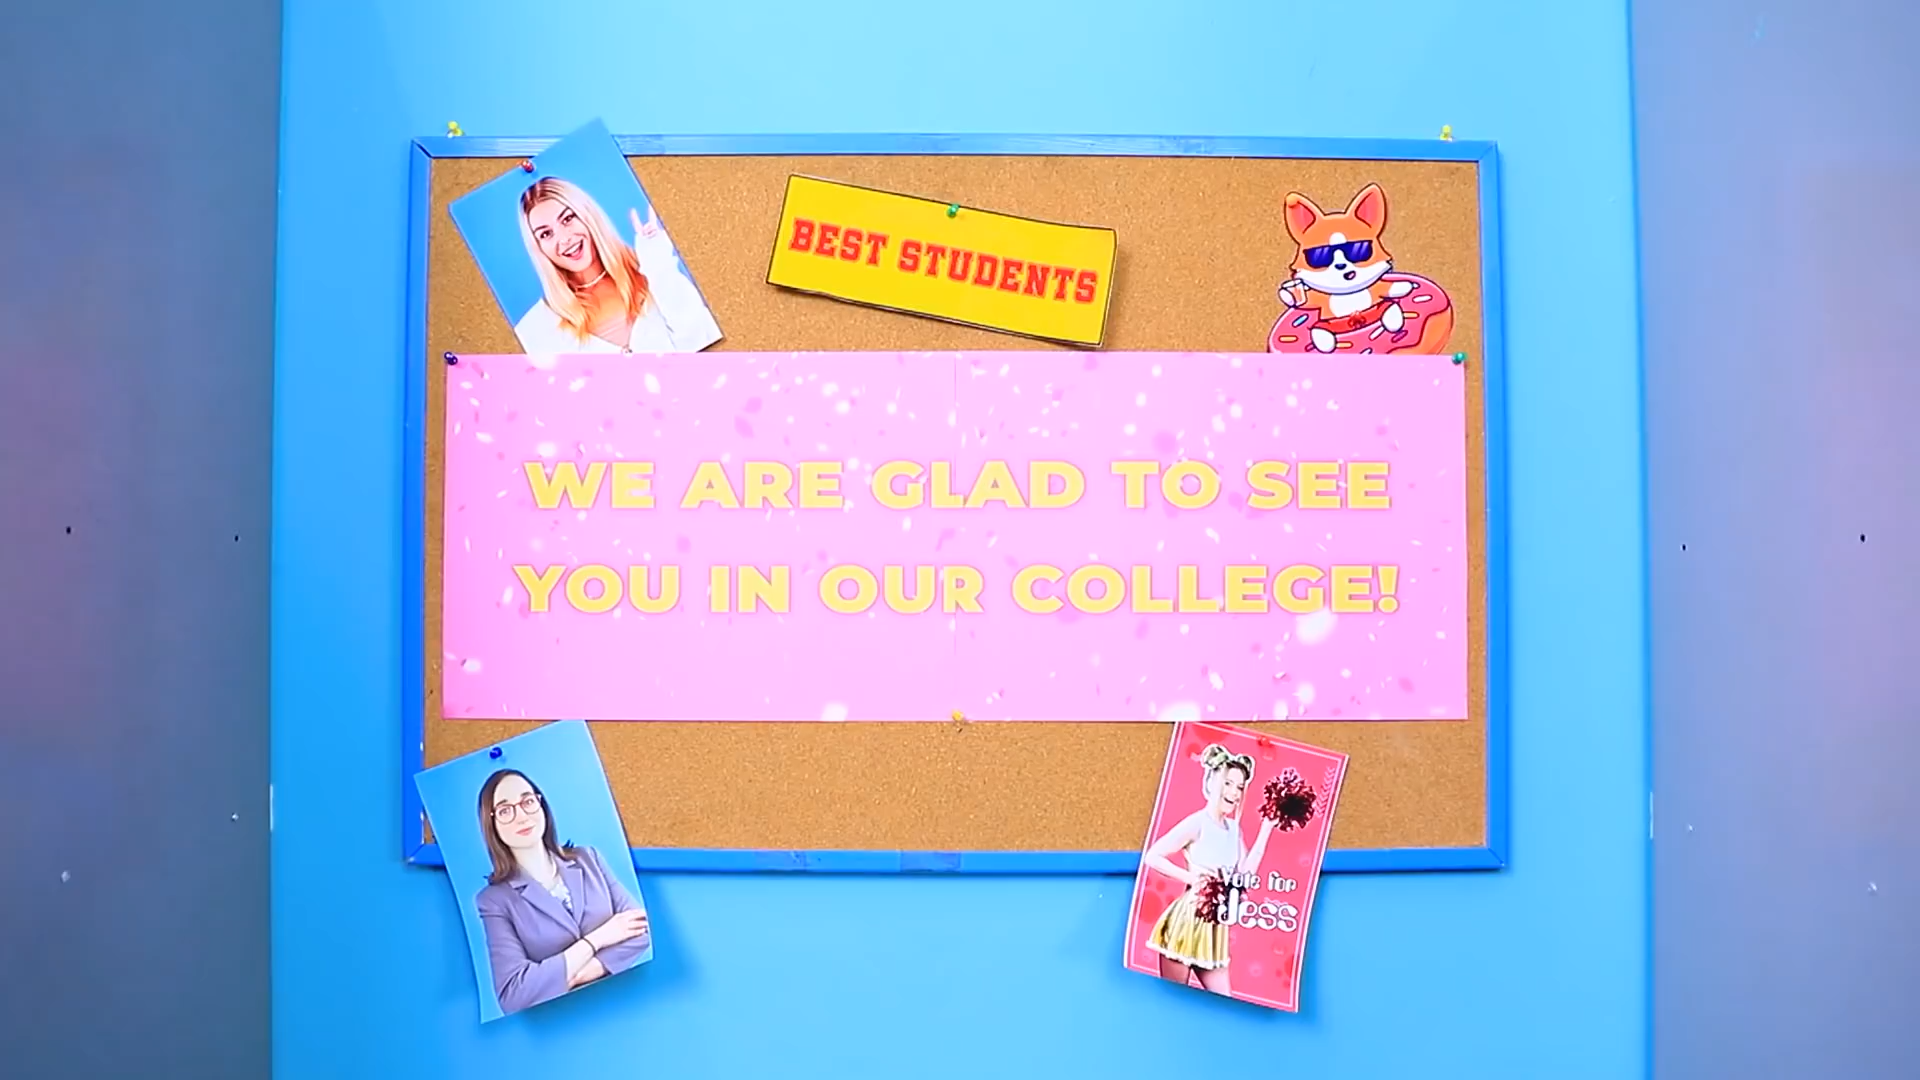 BEST STUDENTS
WE ARE GLAD TO SEE
YOU IN OUR COLLEGE!
Vote for
Jess